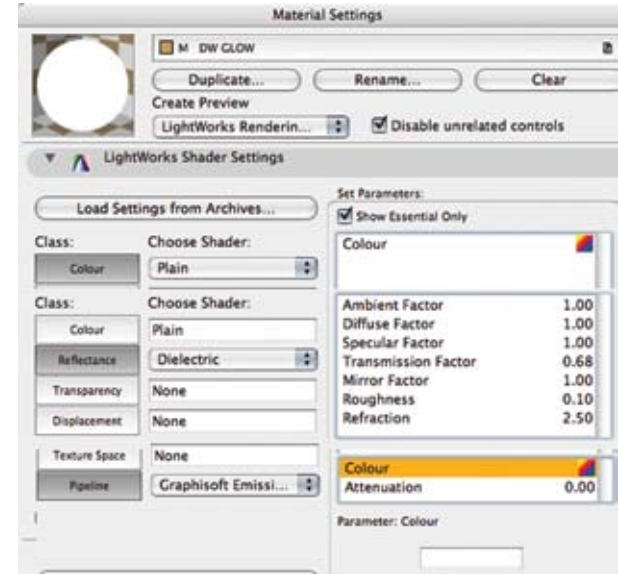 Material Settings
M DW GLOW
Duplicate... Rename... Clear
Create Preview
LightWorks Renderin... Disable unrelated controls
LightWorks Shader Settings
Load Settings from Archives...
Class: Choose Shader:
Colour Plain
Class: Choose Shader:
Colour Plain
Reflectance Dielectric
Transparency None
Displacement None
Texture Space None
Pipeline Graphisoft Emissi...
Set Parameters:
Show Essential Only
Colour
Ambient Factor 1.00
Diffuse Factor 1.00
Specular Factor 1.00
Transmission Factor 0.68
Mirror Factor 1.00
Roughness 0.10
Refraction 2.50
Colour
Attenuation 0.00
Parameter: Colour